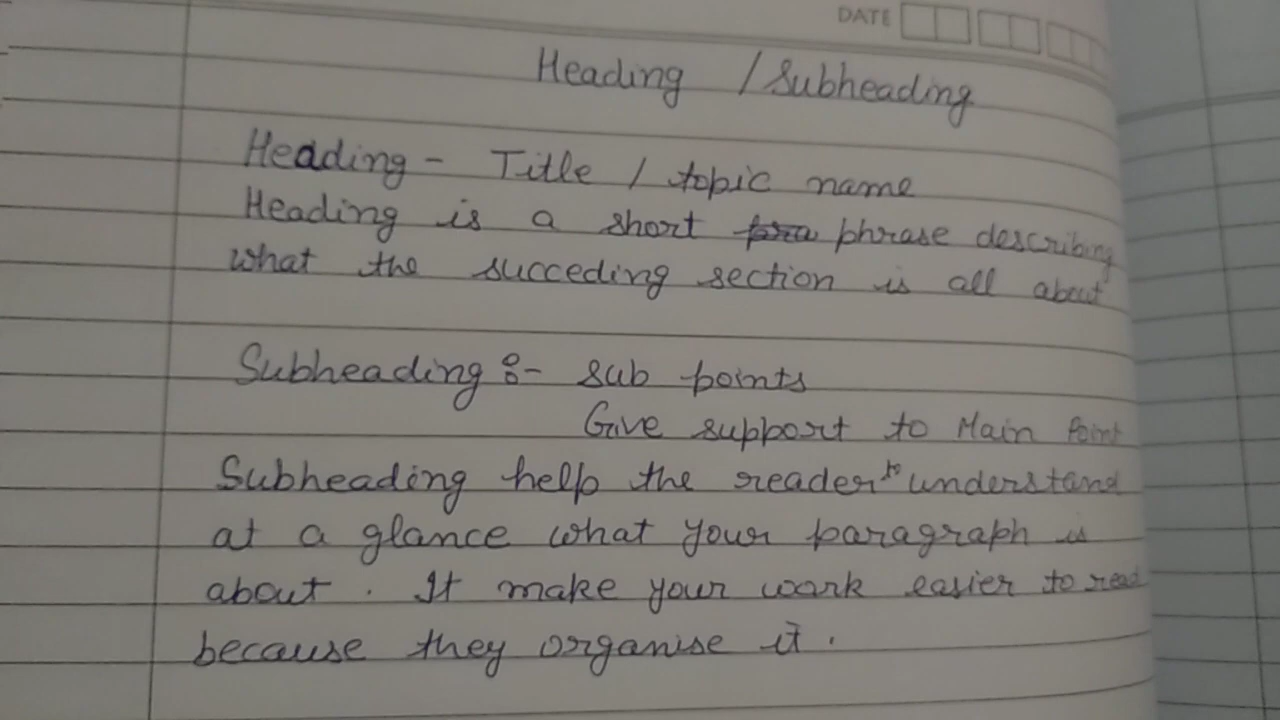 DATE
Heading / Subheading
Heading - Title / topic name
Heading is a short phrase describing
what the succeding section is all about
Subheading :- sub points
Give support to Main Point
Subheading help the reader to understand
at a glance what your paragraph is
about . It make your work easier to read
because they organise it .